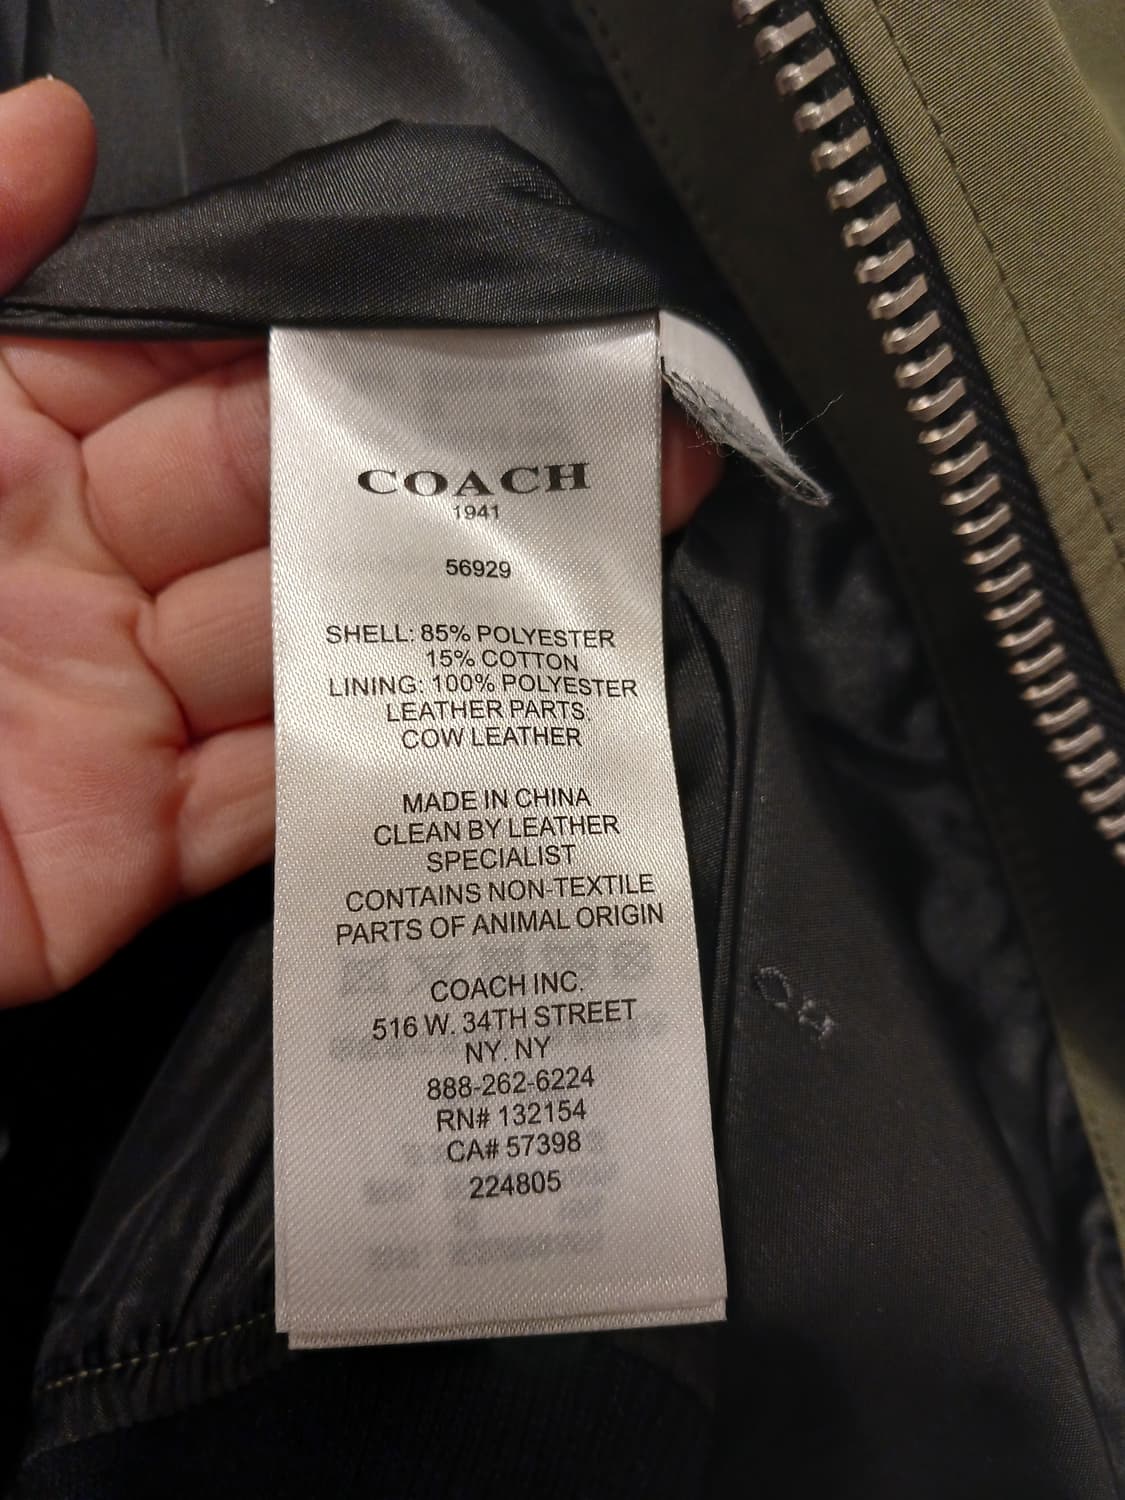 COACH
1941
56929
SHELL: 85% POLYESTER
15% COTTON
LINING: 100% POLYESTER
LEATHER PARTS:
COW LEATHER
MADE IN CHINA
CLEAN BY LEATHER
SPECIALIST
CONTAINS NON-TEXTILE
PARTS OF ANIMAL ORIGIN
COACH INC.
516 W. 34TH STREET
NY. NY
888-262-6224
RN# 132154
CA# 57398
224805